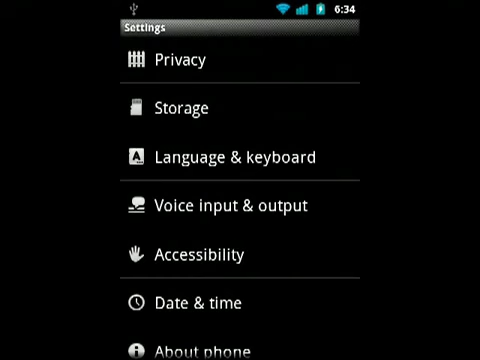 6:34
Settings
Privacy
Storage
Language & keyboard
Voice input & output
Accessibility
Date & time
About phone